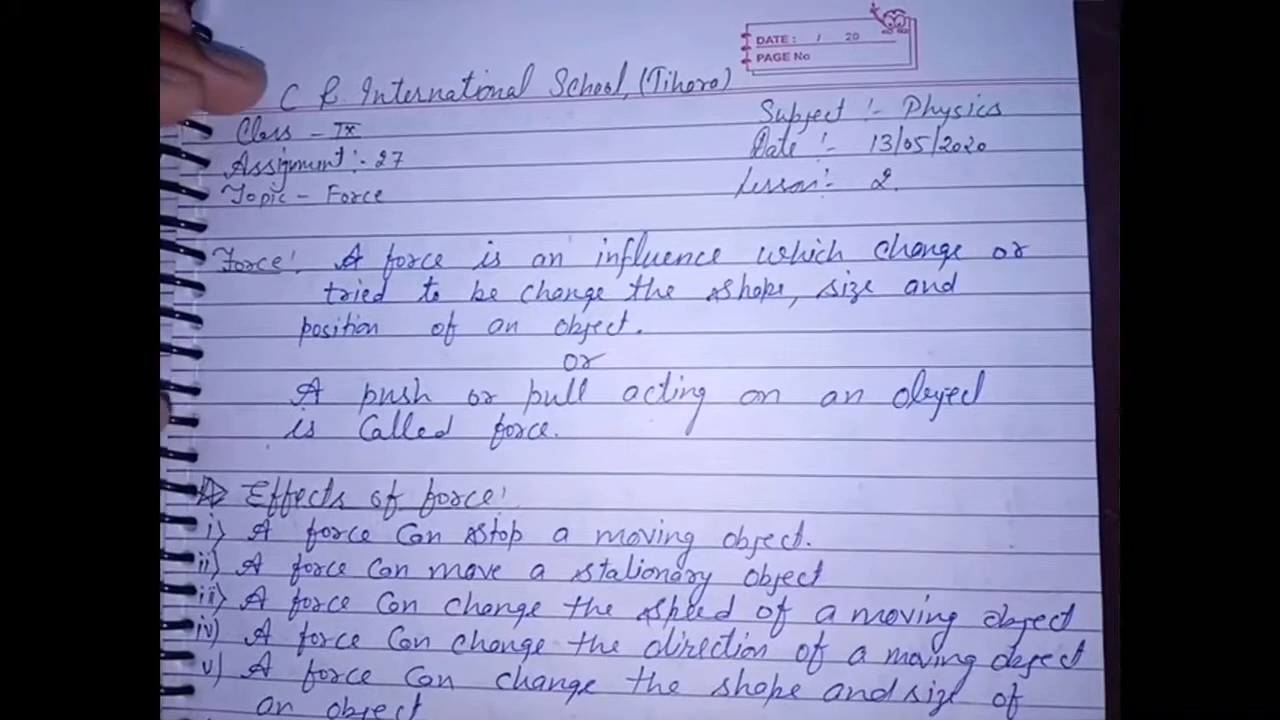 DATE : / 20
PAGE No
C R International School, (Tihara)
Class - IX
Subject :- Physics
Assignment :- 27
Date :- 13/05/2020
Topic - Force
Lesson :- 2.
Force: A force is an influence which change or
tried to be change the shape, size and
position of an object.
or
A push or pull acting on an object
is called force.
Effects of force:
i) A force can stop a moving object.
ii) A force can move a stationary object
iii) A force can change the speed of a moving object
iv) A force can change the direction of a moving object
v) A force can change the shape and size of
an object